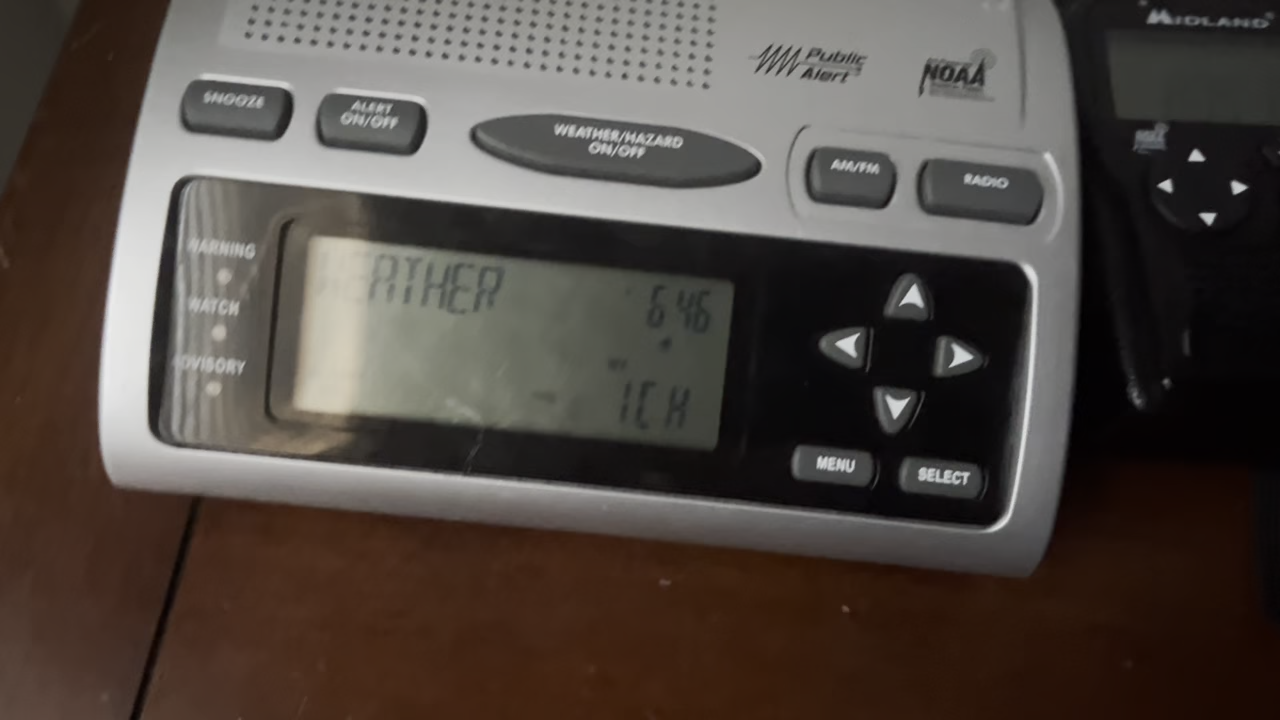 MIDLAND
Public
Alert
NOAA
SNOOZE
ALERT
ON/OFF
WEATHER/HAZARD
ON/OFF
AM/FM
RADIO
WARNING
WATCH
ADVISORY
WEATHER
6 46
1CH
MENU
SELECT